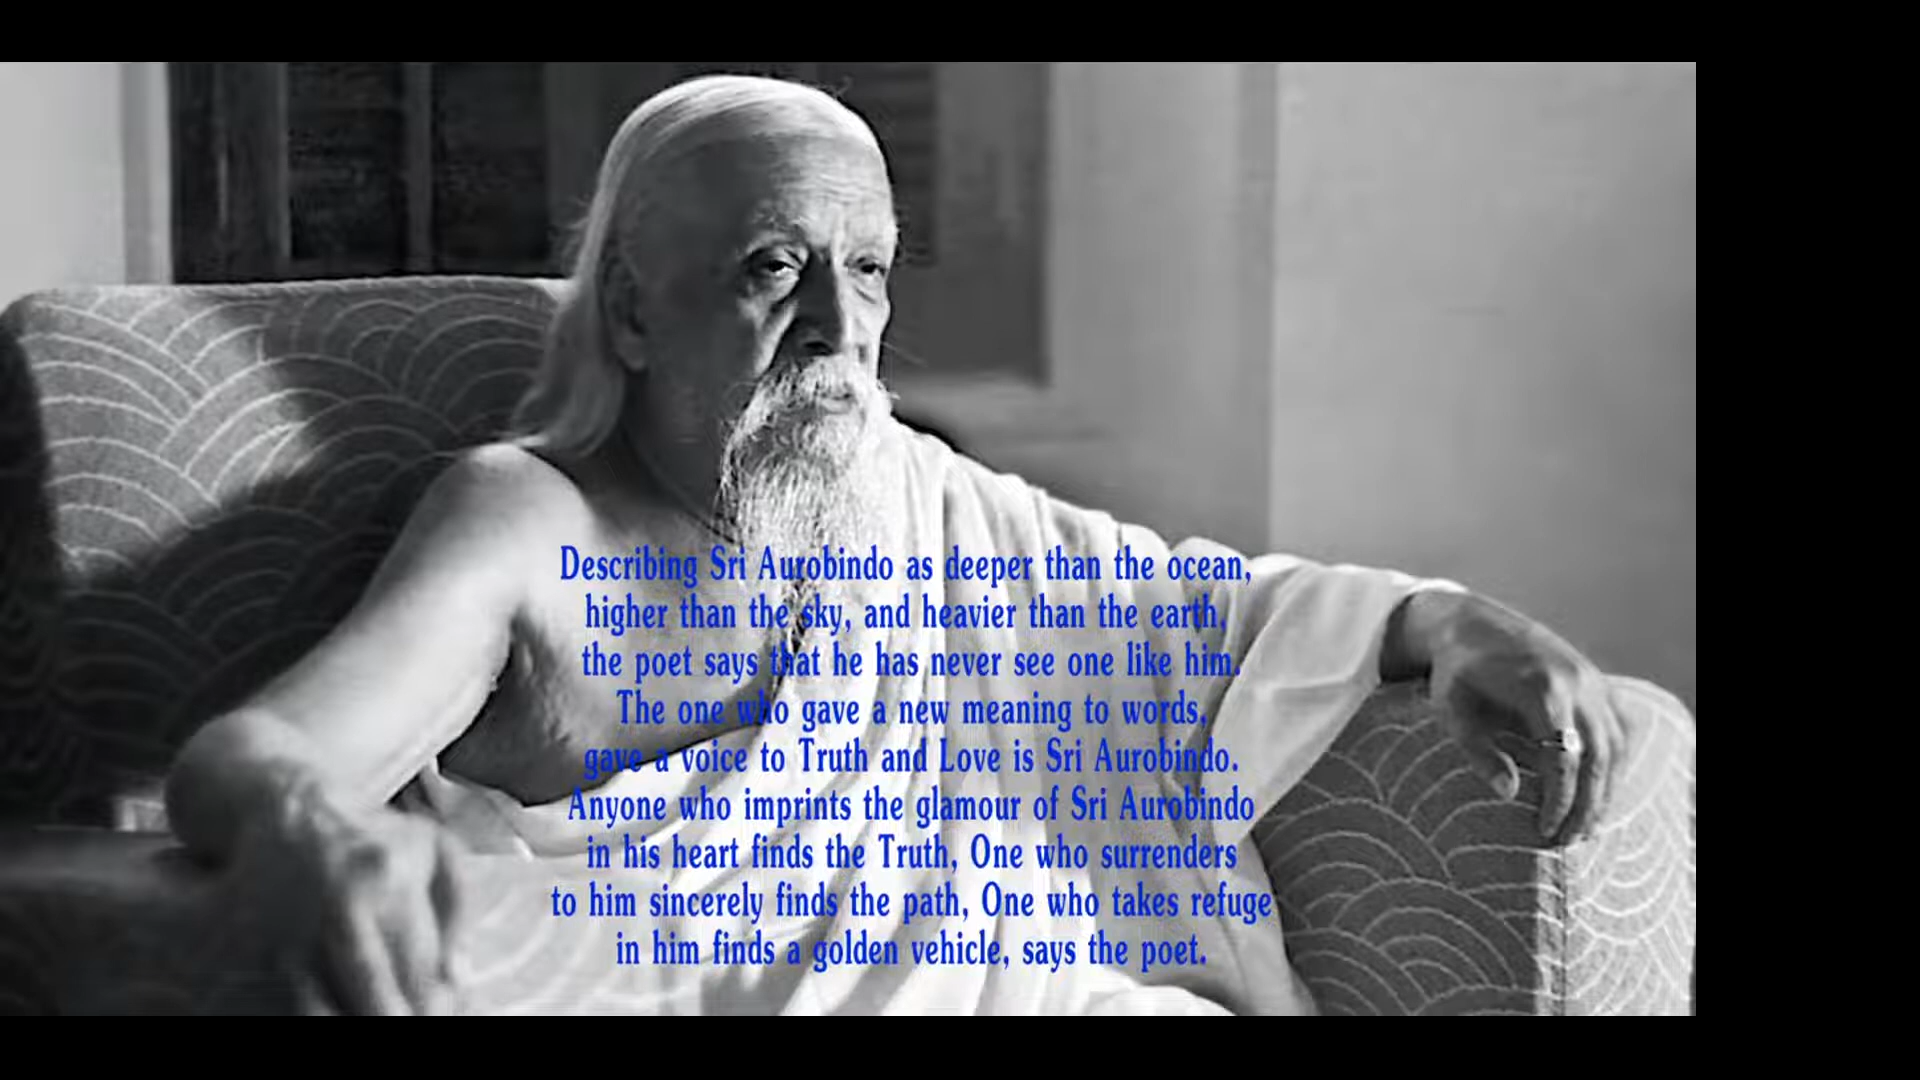 Describing Sri Aurobindo as deeper than the ocean,
higher than the sky, and heavier than the earth,
the poet says that he has never see one like him.
The one who gave a new meaning to words,
gave a voice to Truth and Love is Sri Aurobindo.
Anyone who imprints the glamour of Sri Aurobindo
in his heart finds the Truth, One who surrenders
to him sincerely finds the path, One who takes refuge
in him finds a golden vehicle, says the poet.